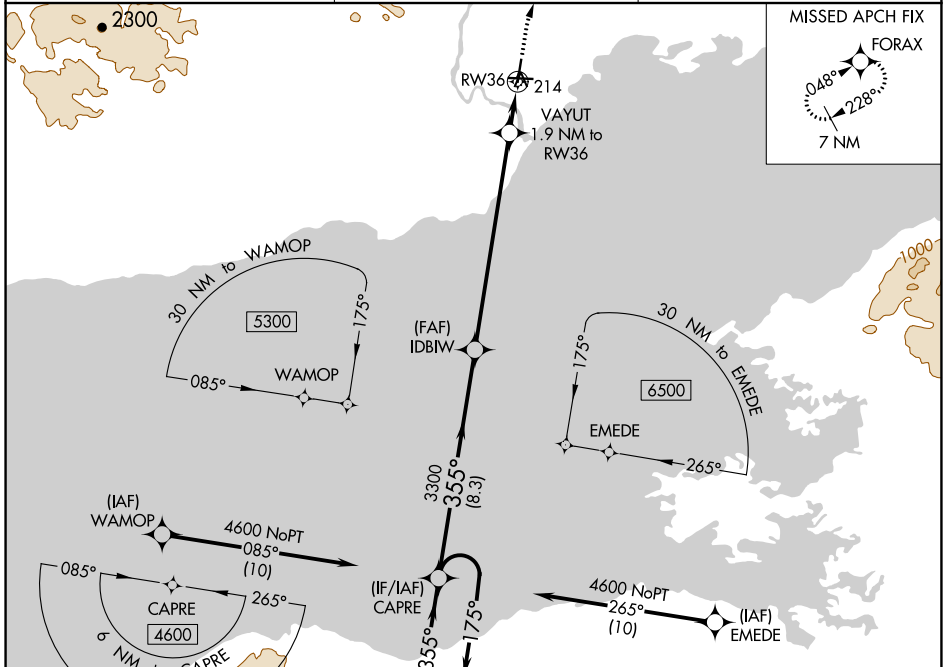 2300
MISSED APCH FIX
FORAX
048°
228°
7 NM
RW36
214
VAYUT
1.9 NM to
RW36
1000
30 NM to WAMOP
5300
175°
085°
WAMOP
(FAF)
IDBIW
30 NM to EMEDE
175°
6500
EMEDE
265°
3300
355°
(8.3)
(IAF)
WAMOP
4600 NoPT
085°
(10)
(IF/IAF)
CAPRE
4600 NoPT
265°
(10)
(IAF)
EMEDE
085°
265°
CAPRE
4600
NM to CAPRE
355°
175°